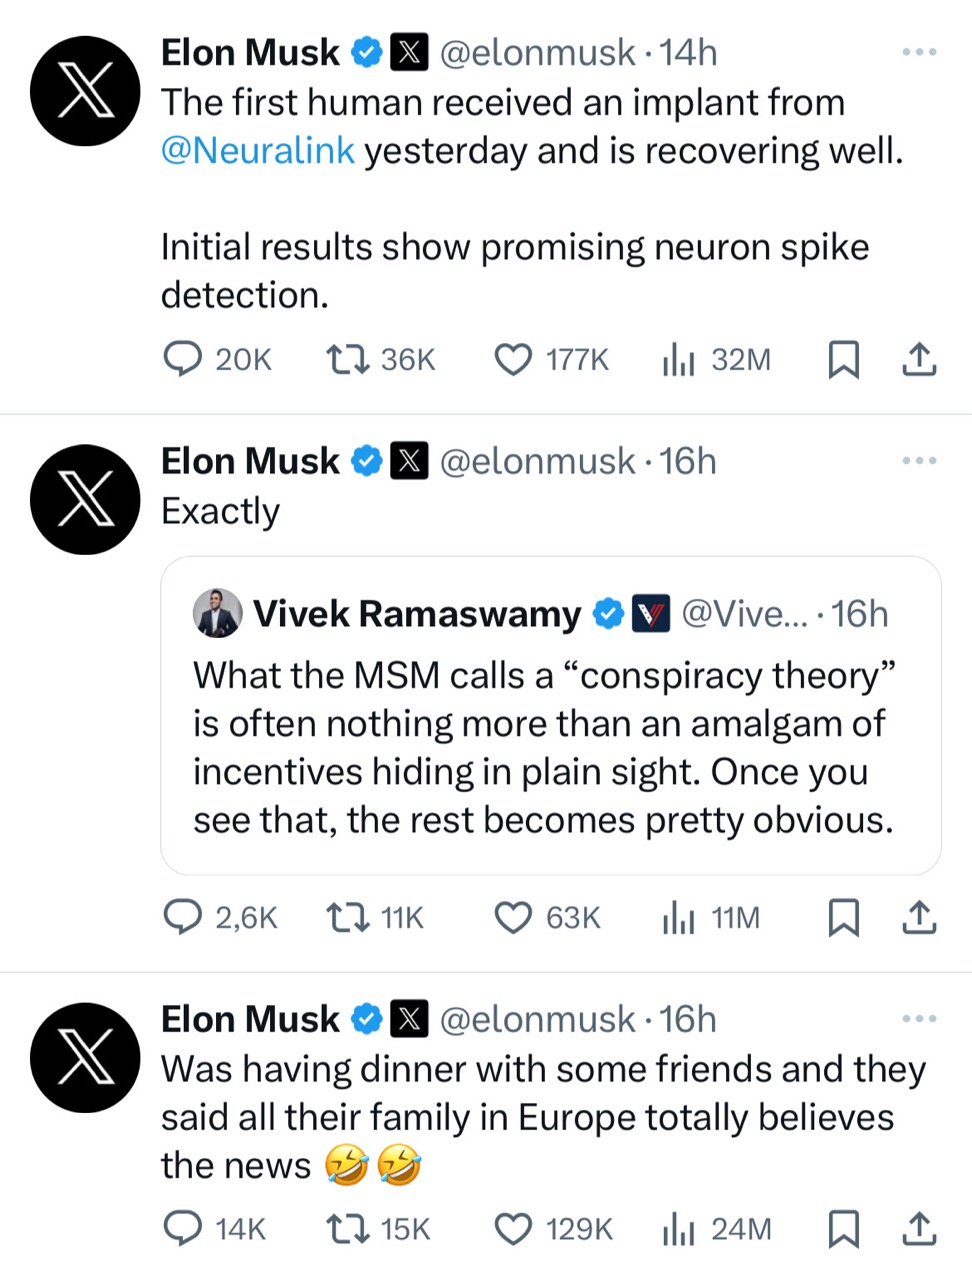 Elon Musk @elonmusk · 14h
The first human received an implant from
@Neuralink yesterday and is recovering well.
Initial results show promising neuron spike
detection.
20K 36K 177K 32M
Elon Musk @elonmusk · 16h
Exactly
Vivek Ramaswamy @Vive... · 16h
What the MSM calls a “conspiracy theory”
is often nothing more than an amalgam of
incentives hiding in plain sight. Once you
see that, the rest becomes pretty obvious.
2,6K 11K 63K 11M
Elon Musk @elonmusk · 16h
Was having dinner with some friends and they
said all their family in Europe totally believes
the news 🤣🤣
14K 15K 129K 24M